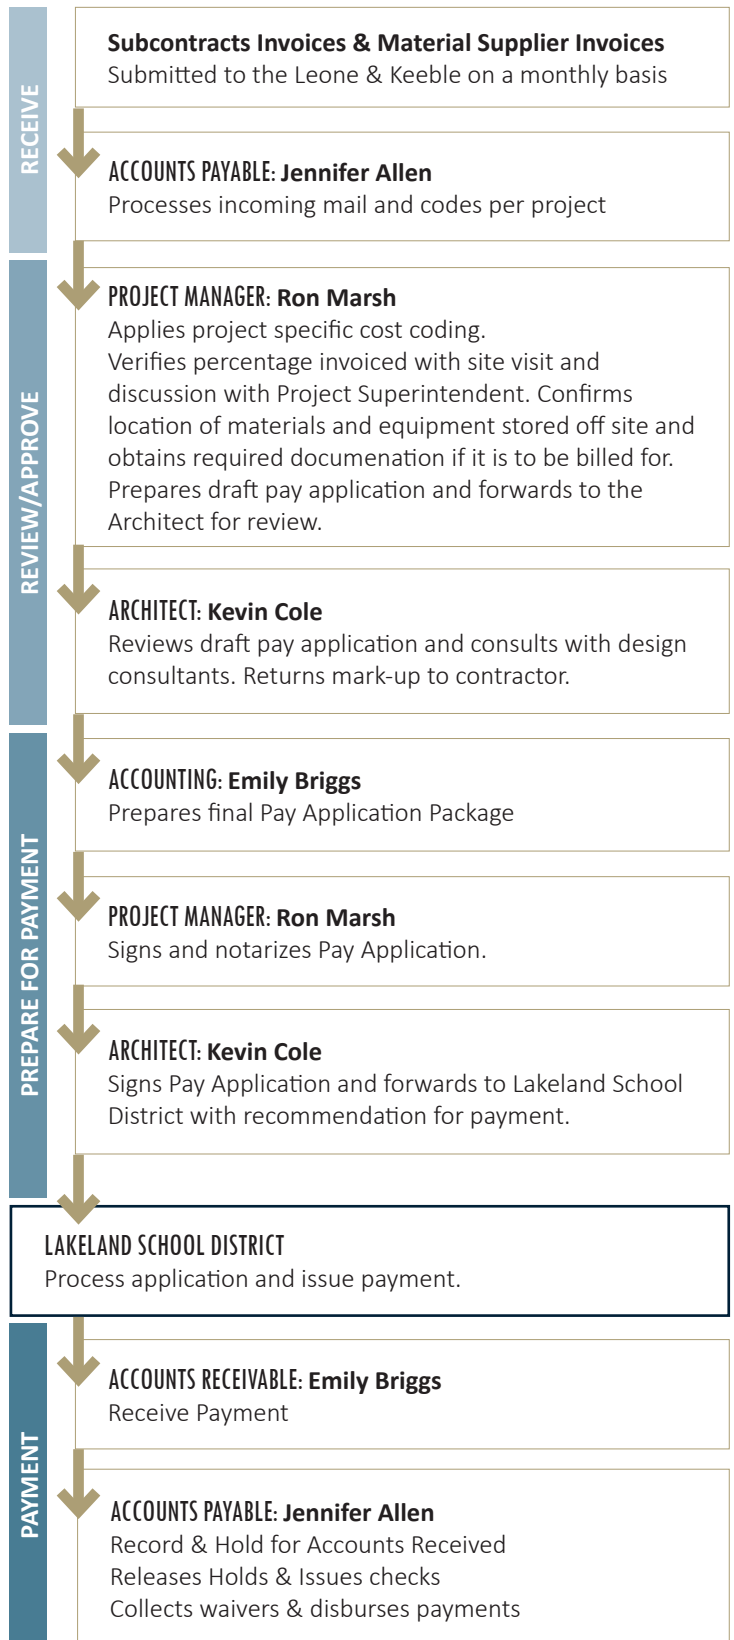 RECEIVE
Subcontracts Invoices & Material Supplier Invoices
Submitted to the Leone & Keeble on a monthly basis
ACCOUNTS PAYABLE: Jennifer Allen
Processes incoming mail and codes per project
REVIEW/APPROVE
PROJECT MANAGER: Ron Marsh
Applies project specific cost coding.
Verifies percentage invoiced with site visit and
discussion with Project Superintendent. Confirms
location of materials and equipment stored off site and
obtains required documenation if it is to be billed for.
Prepares draft pay application and forwards to the
Architect for review.
ARCHITECT: Kevin Cole
Reviews draft pay application and consults with design
consultants. Returns mark-up to contractor.
PREPARE FOR PAYMENT
ACCOUNTING: Emily Briggs
Prepares final Pay Application Package
PROJECT MANAGER: Ron Marsh
Signs and notarizes Pay Application.
ARCHITECT: Kevin Cole
Signs Pay Application and forwards to Lakeland School
District with recommendation for payment.
LAKELAND SCHOOL DISTRICT
Process application and issue payment.
PAYMENT
ACCOUNTS RECEIVABLE: Emily Briggs
Receive Payment
ACCOUNTS PAYABLE: Jennifer Allen
Record & Hold for Accounts Received
Releases Holds & Issues checks
Collects waivers & disburses payments